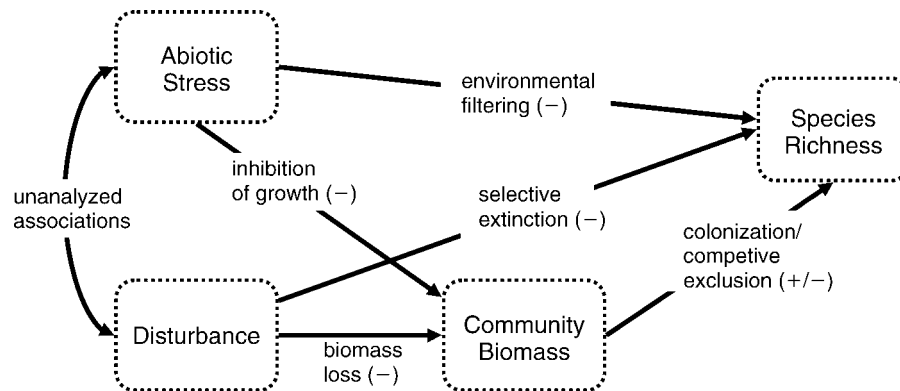 Abiotic
Stress
environmental
filtering (−)
Species
Richness
inhibition
of growth (−)
unanalyzed
associations
selective
extinction (−)
colonization/
competive
exclusion (+/−)
Disturbance
biomass
loss (−)
Community
Biomass